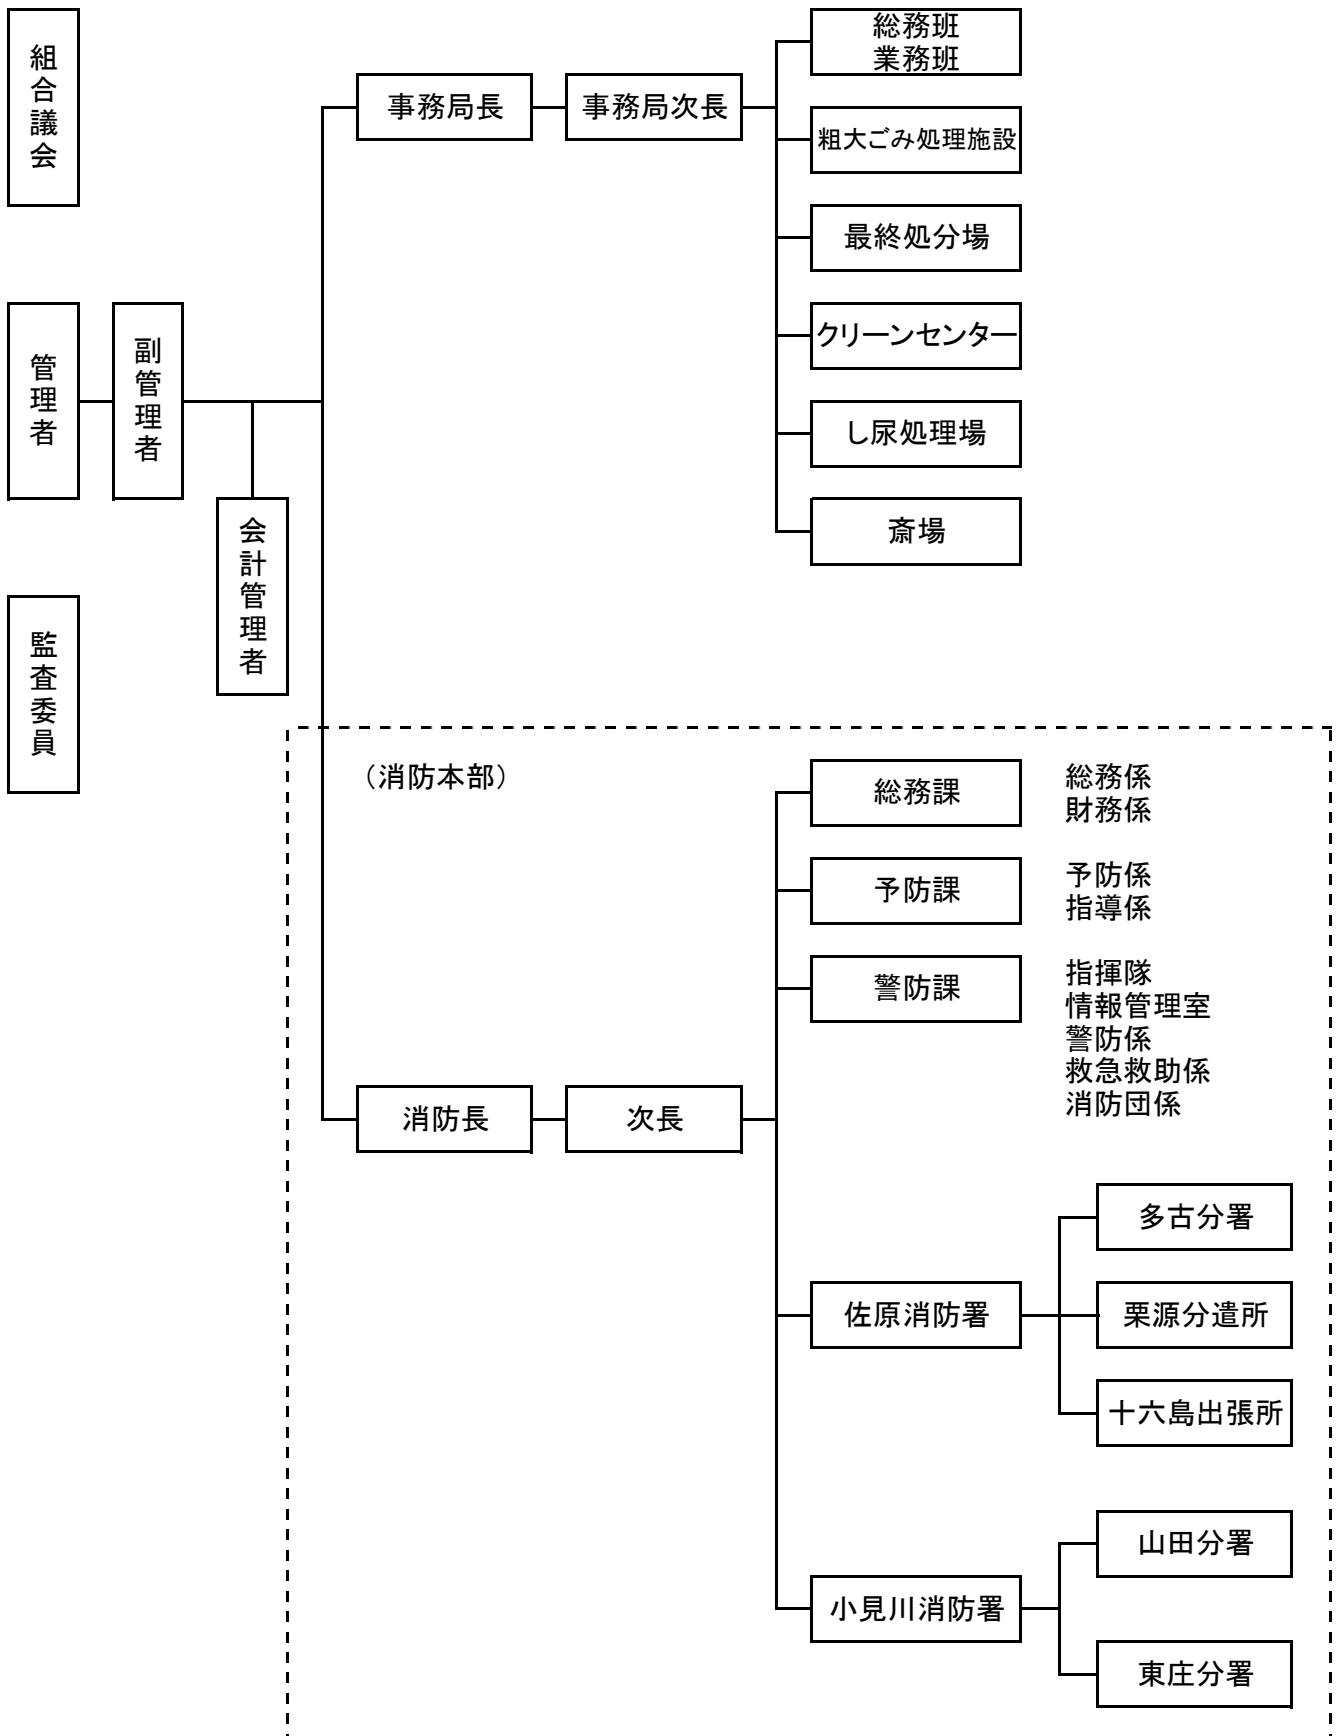 組合議会
管理者
副管理者
会計管理者
監査委員
事務局長
事務局次長
総務班
業務班
粗大ごみ処理施設
最終処分場
クリーンセンター
し尿処理場
斎場
（消防本部）
消防長
次長
総務課
総務係
財務係
予防課
予防係
指導係
警防課
指揮隊
情報管理室
警防係
救急救助係
消防団係
佐原消防署
多古分署
栗源分遣所
十六島出張所
小見川消防署
山田分署
東庄分署